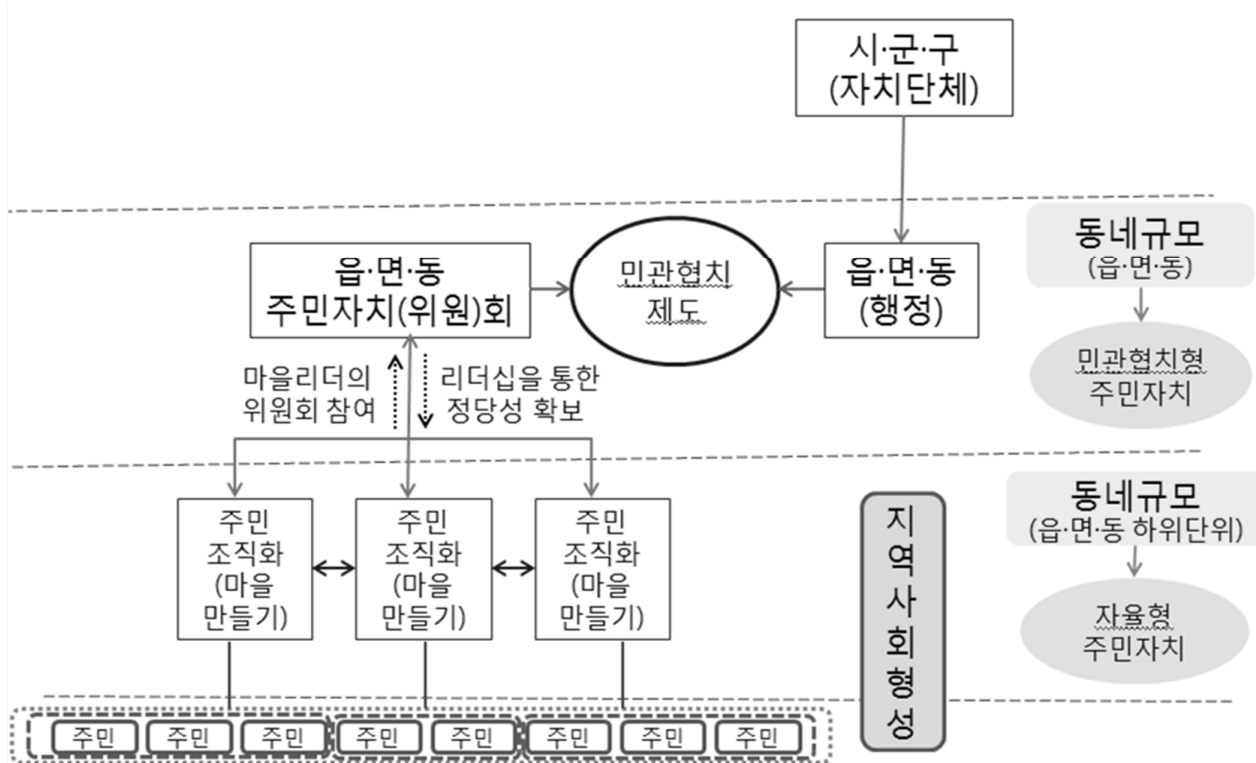 시·군·구
(자치단체)
읍·면·동
주민자치(위원)회
민관협치
제도
읍·면·동
(행정)
동네규모
(읍·면·동)
민관협치형
주민자치
마을리더의
위원회 참여
리더십을 통한
정당성 확보
주민
조직화
(마을
만들기)
주민
조직화
(마을
만들기)
주민
조직화
(마을
만들기)
지
역
사
회
형
성
동네규모
(읍·면·동 하위단위)
자율형
주민자치
주민
주민
주민
주민
주민
주민
주민
주민